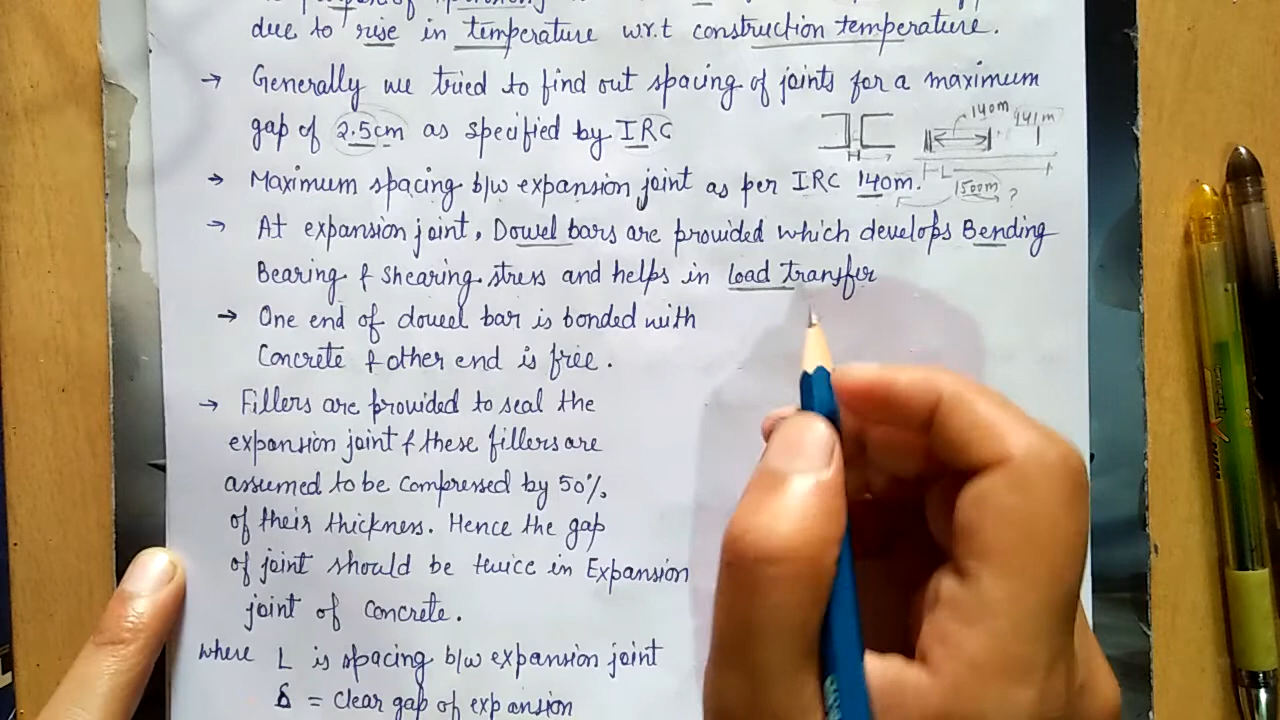 due to rise in temperature w.r.t construction temperature.
→ Generally we tried to find out spacing of joints for a maximum
gap of 2.5cm as specified by IRC
140m
141m
L
→ Maximum spacing b/w expansion joint as per IRC 140m.
1500m ?
→ At expansion joint, Dowel bars are provided which develops Bending
Bearing & shearing stress and helps in load transfer
→ One end of dowel bar is bonded with
Concrete & other end is free.
→ Fillers are provided to seal the
expansion joint & these fillers are
assumed to be compressed by 50%
of their thickness. Hence the gap
of joint should be twice in Expansion
joint of concrete.
where L is spacing b/w expansion joint
δ = clear gap of expansion